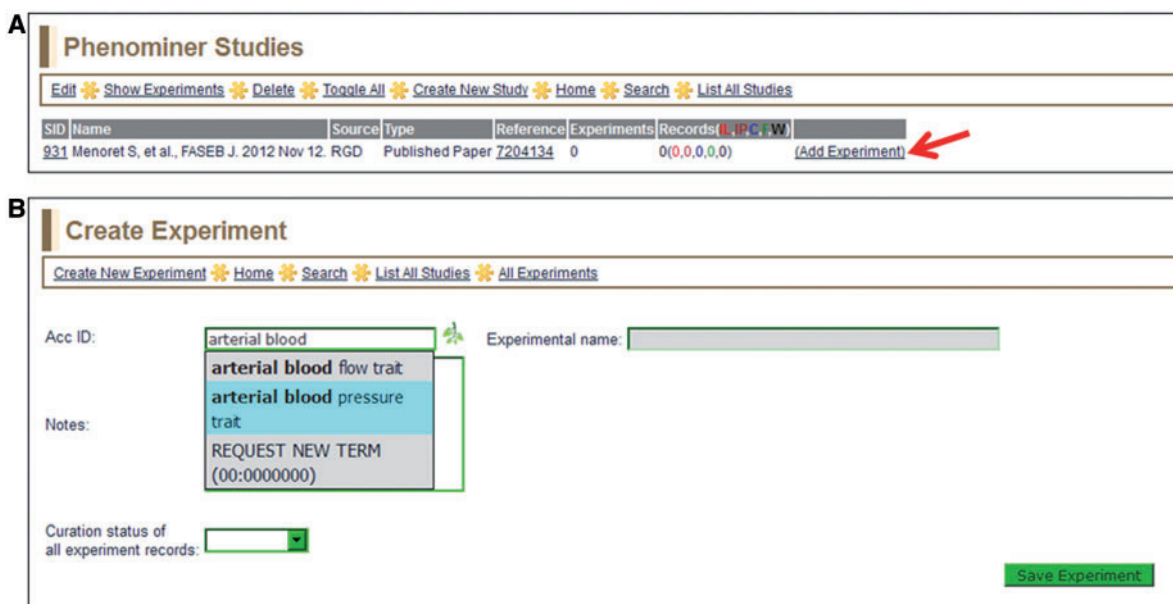 A
Phenominer Studies
Edit Show Experiments Delete Toggle All Create New Study Home Search List All Studies
SID Name Source Type Reference Experiments Records(IL,IP,C,F,W)
931 Menoret S, et al., FASEB J. 2012 Nov 12. RGD Published Paper 7204134 0 0(0,0,0,0,0) (Add Experiment)
B
Create Experiment
Create New Experiment Home Search List All Studies All Experiments
Acc ID: arterial blood Experimental name:
arterial blood flow trait
arterial blood pressure
trait
Notes:
REQUEST NEW TERM
(00:0000000)
Curation status of
all experiment records:
Save Experiment